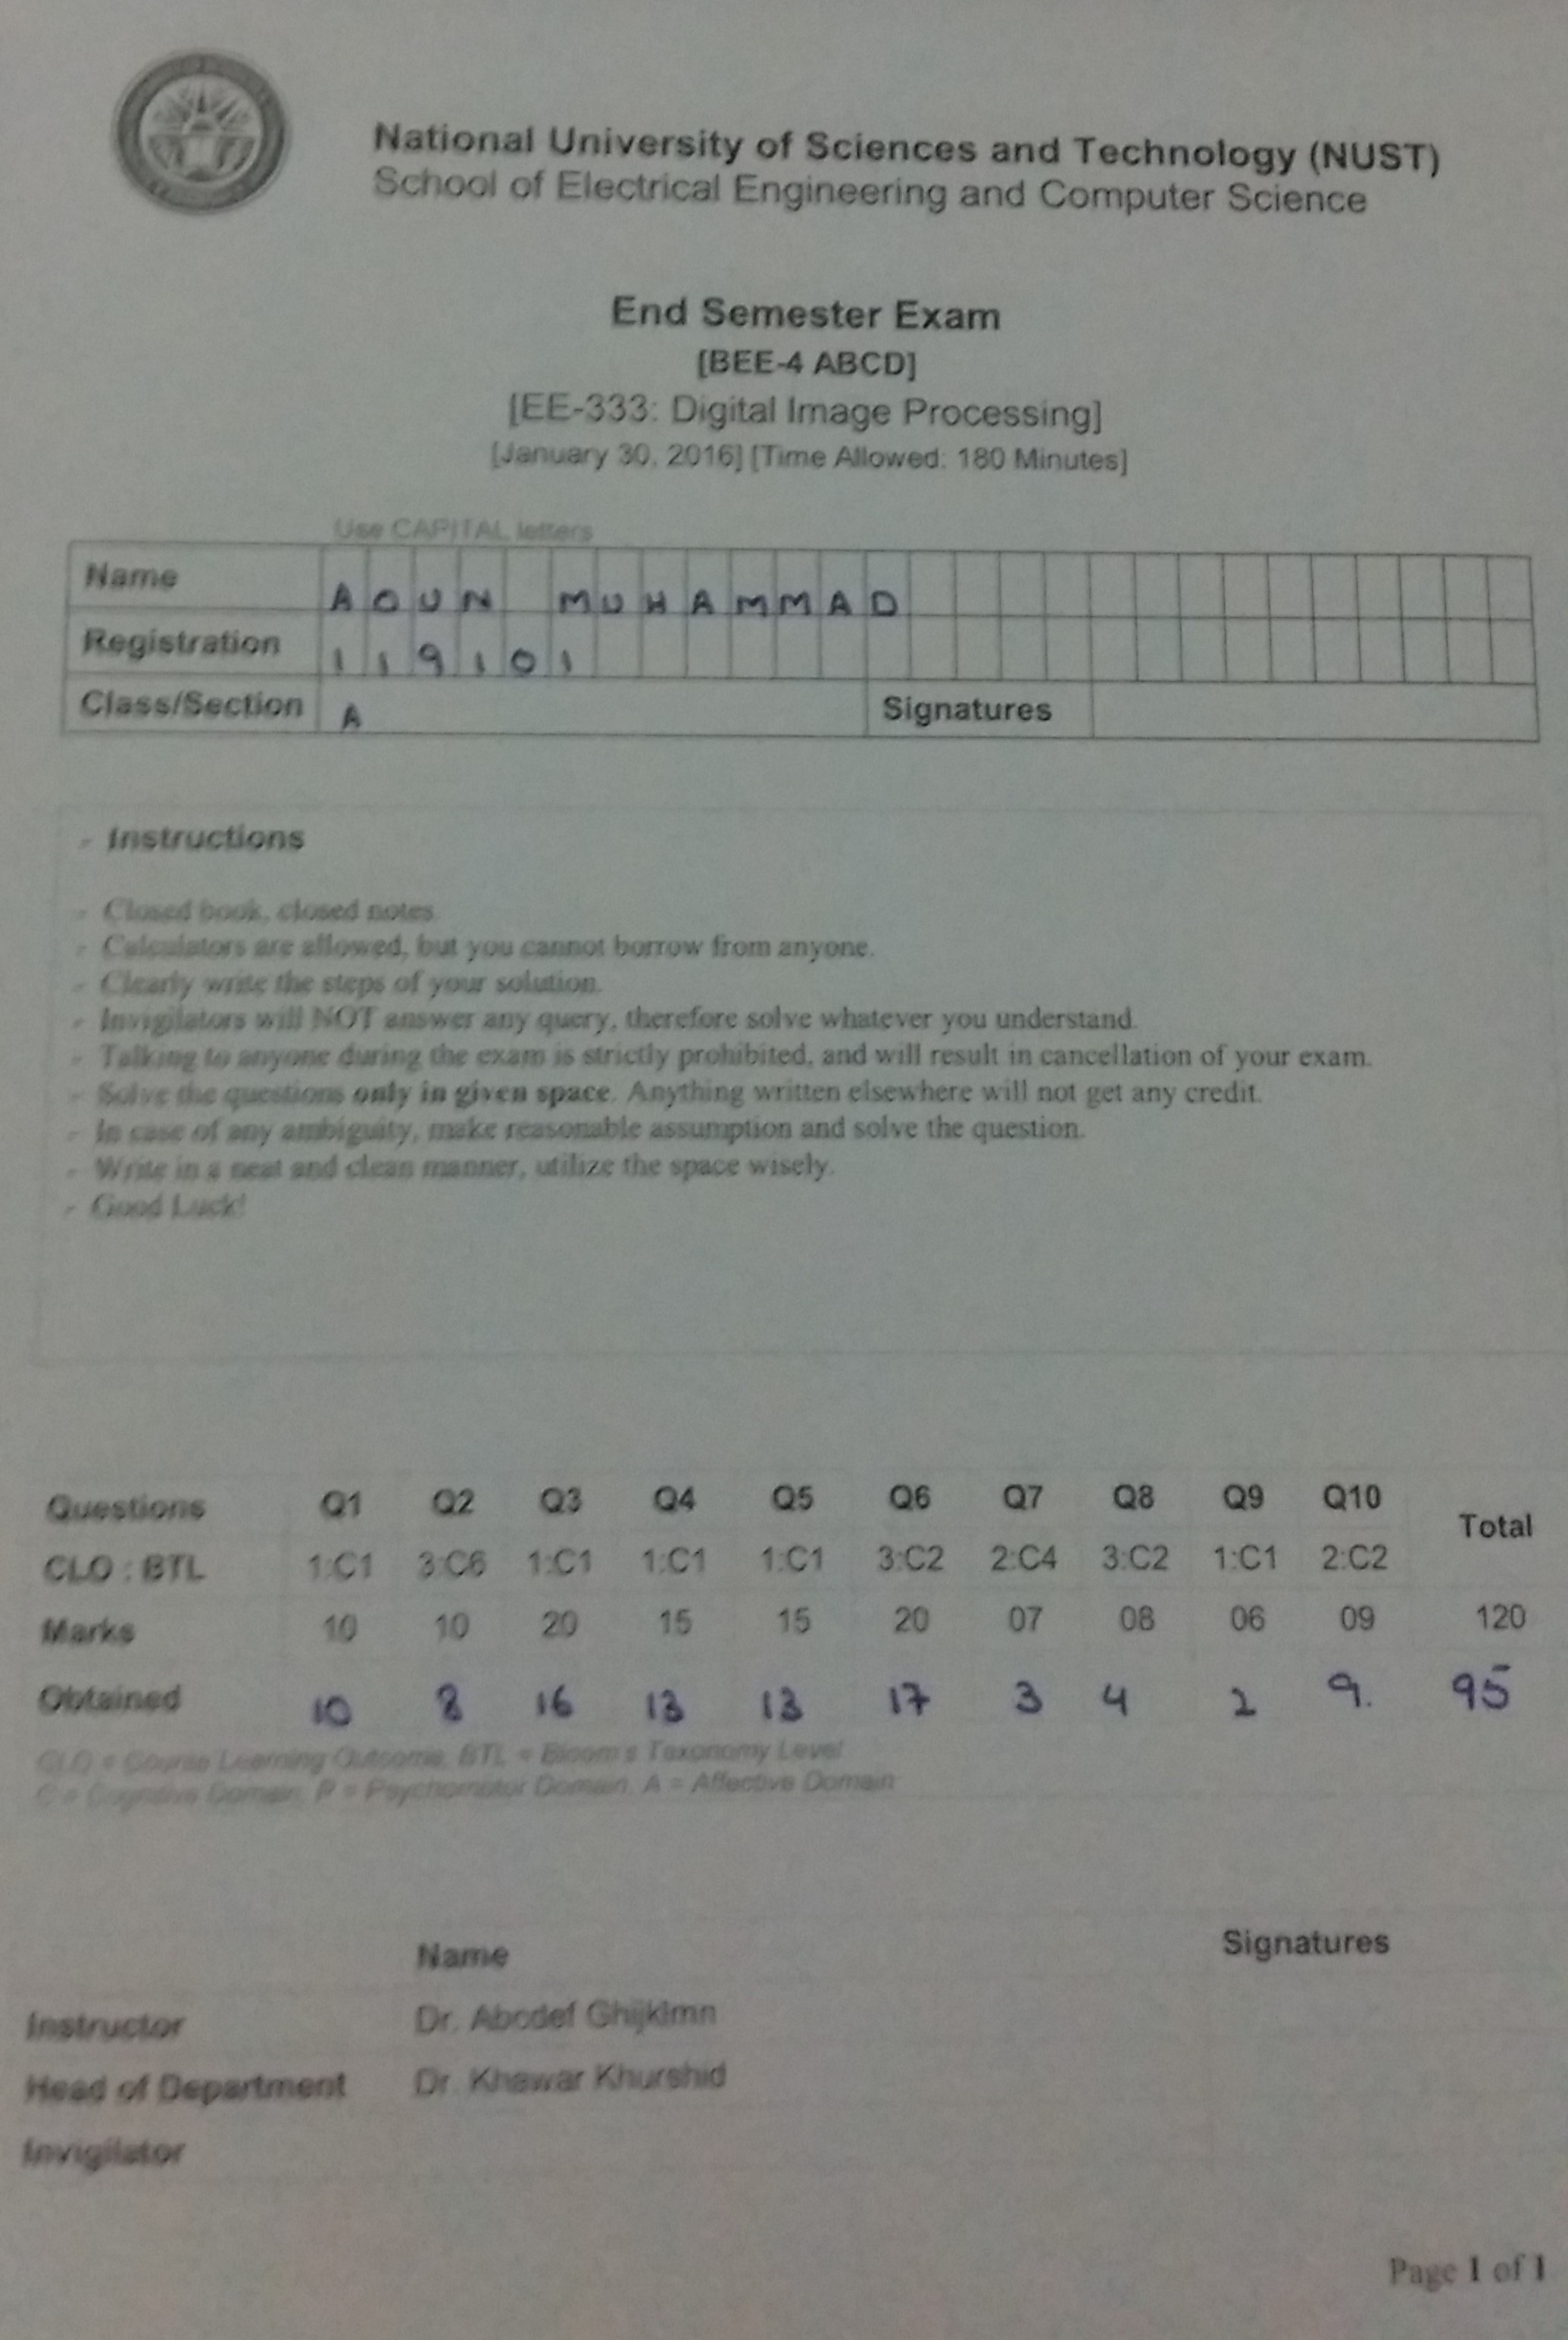 National University of Sciences and Technology (NUST)
School of Electrical Engineering and Computer Science
End Semester Exam
[BEE-4 ABCD]
[EE-333: Digital Image Processing]
[January 30, 2016] [Time Allowed: 180 Minutes]
Use CAPITAL letters
Name AOUN MUHAMMAD
Registration 119101
Class/Section A Signatures
- Instructions
- Closed book, closed notes
- Calculators are allowed, but you cannot borrow from anyone.
- Clearly write the steps of your solution.
- Invigilators will NOT answer any query, therefore solve whatever you understand.
- Talking to anyone during the exam is strictly prohibited, and will result in cancellation of your exam.
- Solve the questions only in given space. Anything written elsewhere will not get any credit.
- In case of any ambiguity, make reasonable assumption and solve the question.
- Write in a neat and clean manner, utilize the space wisely.
- Good Luck!
Questions Q1 Q2 Q3 Q4 Q5 Q6 Q7 Q8 Q9 Q10 Total
CLO : BTL 1:C1 3:C6 1:C1 1:C1 1:C1 3:C2 2:C4 3:C2 1:C1 2:C2
Marks 10 10 20 15 15 20 07 08 06 09 120
Obtained 10 8 16 13 13 17 3 4 2 9. 95
CLO = Course Learning Outcome, BTL = Bloom's Taxonomy Level
C = Cognitive Domain, P = Psychomotor Domain, A = Affective Domain
Name Signatures
Instructor Dr. Abcdef Ghijklmn
Head of Department Dr. Khawar Khurshid
Invigilator
Page 1 of 1